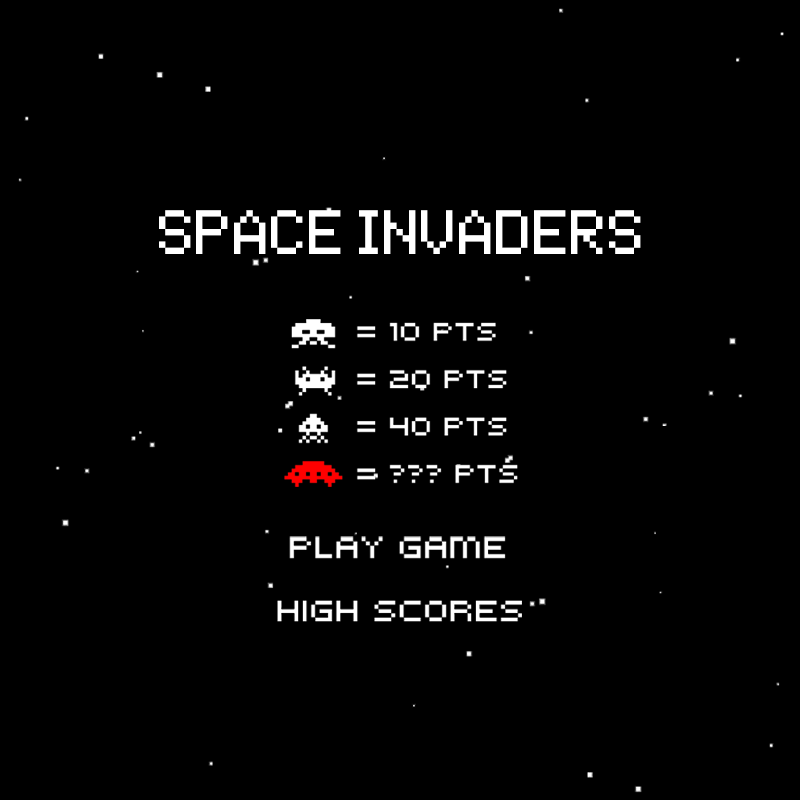 SPACE INVADERS
= 10 PTS
= 20 PTS
= 40 PTS
= ??? PTS
PLAY GAME
HIGH SCORES